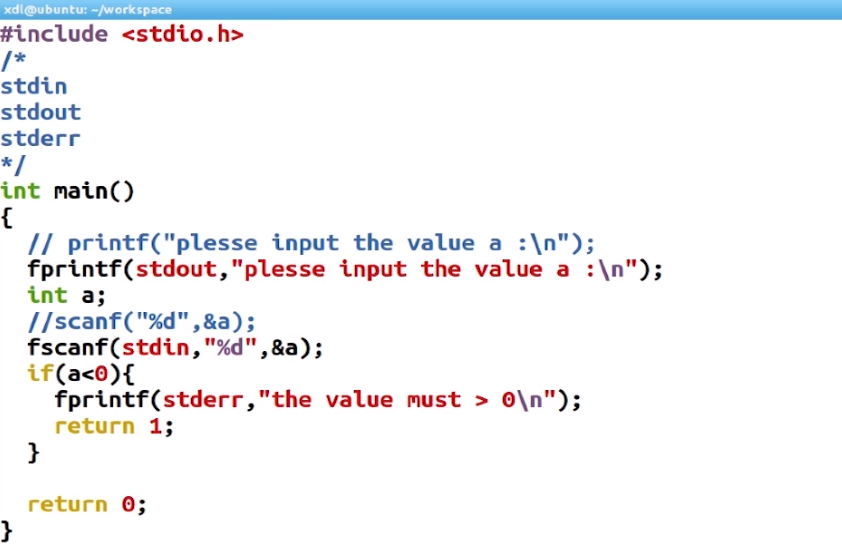 xdl@ubuntu: ~/workspace
#include <stdio.h>
/*
stdin
stdout
stderr
*/
int main()
{
  // printf("plesse input the value a :\n");
  fprintf(stdout,"plesse input the value a :\n");
  int a;
  //scanf("%d",&a);
  fscanf(stdin,"%d",&a);
  if(a<0){
    fprintf(stderr,"the value must > 0\n");
    return 1;
  }
  return 0;
}